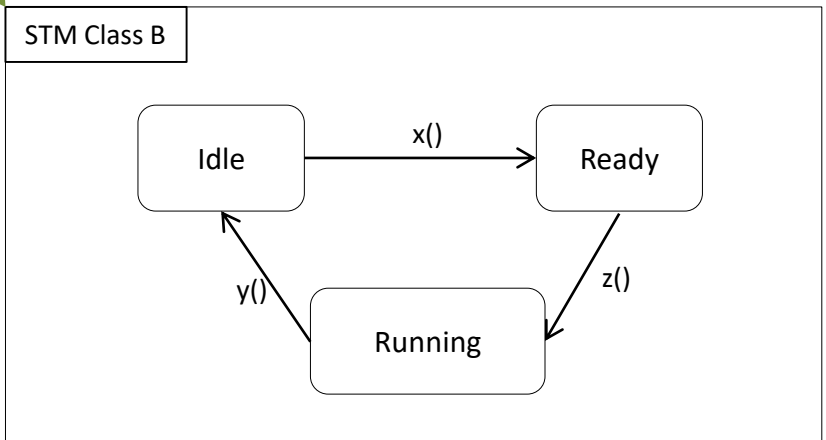 STM Class B
x()
Idle
Ready
y()
z()
Running